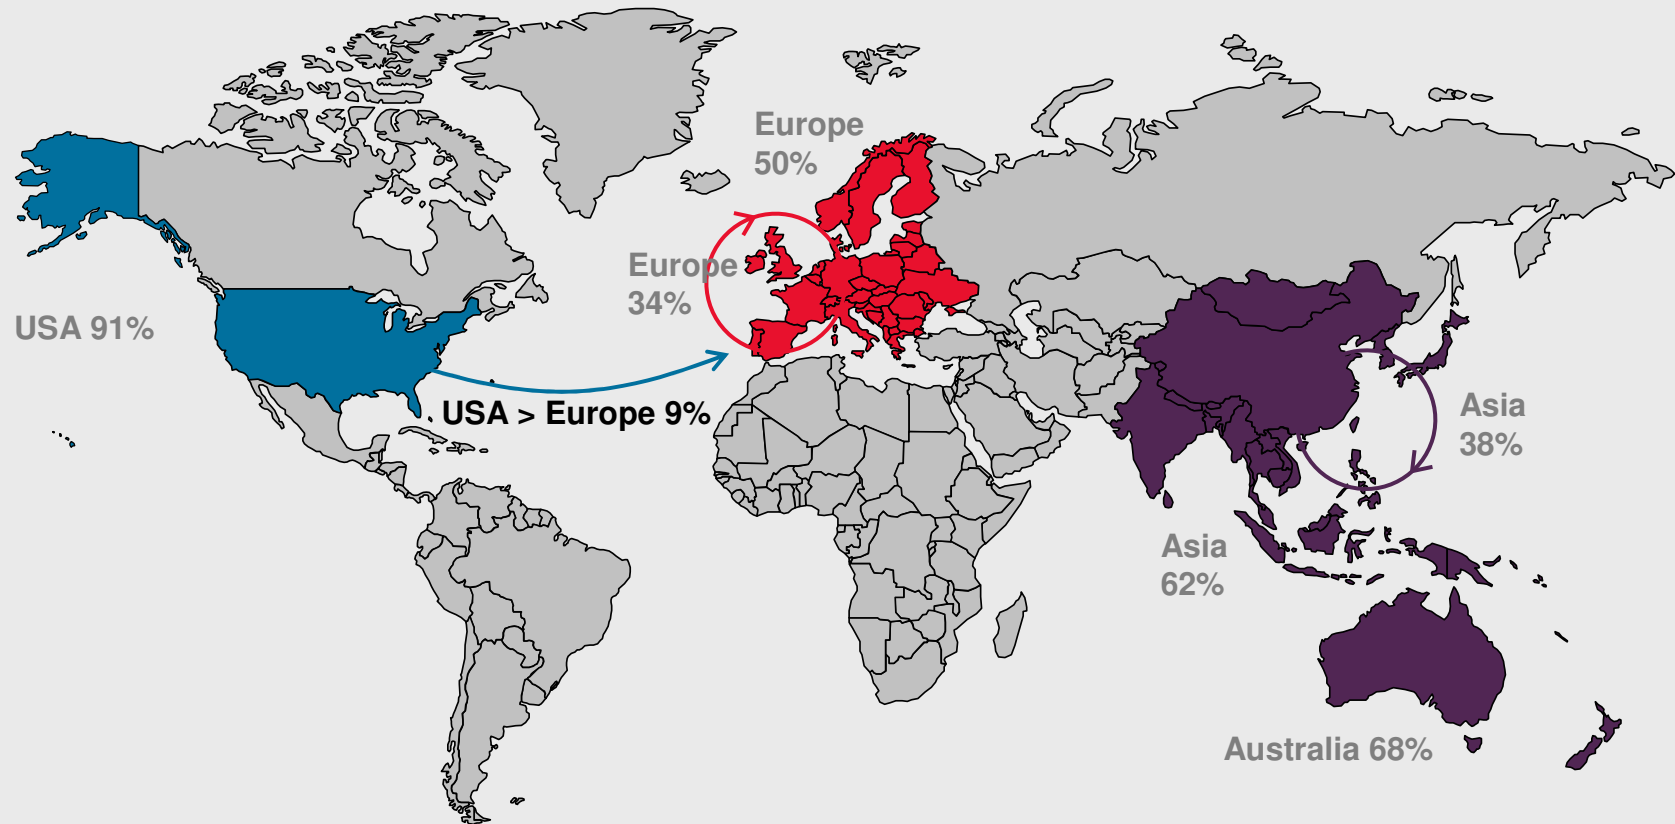 Europe
50%
Europe
34%
USA 91%
USA > Europe 9%
Asia
38%
Asia
62%
Australia 68%